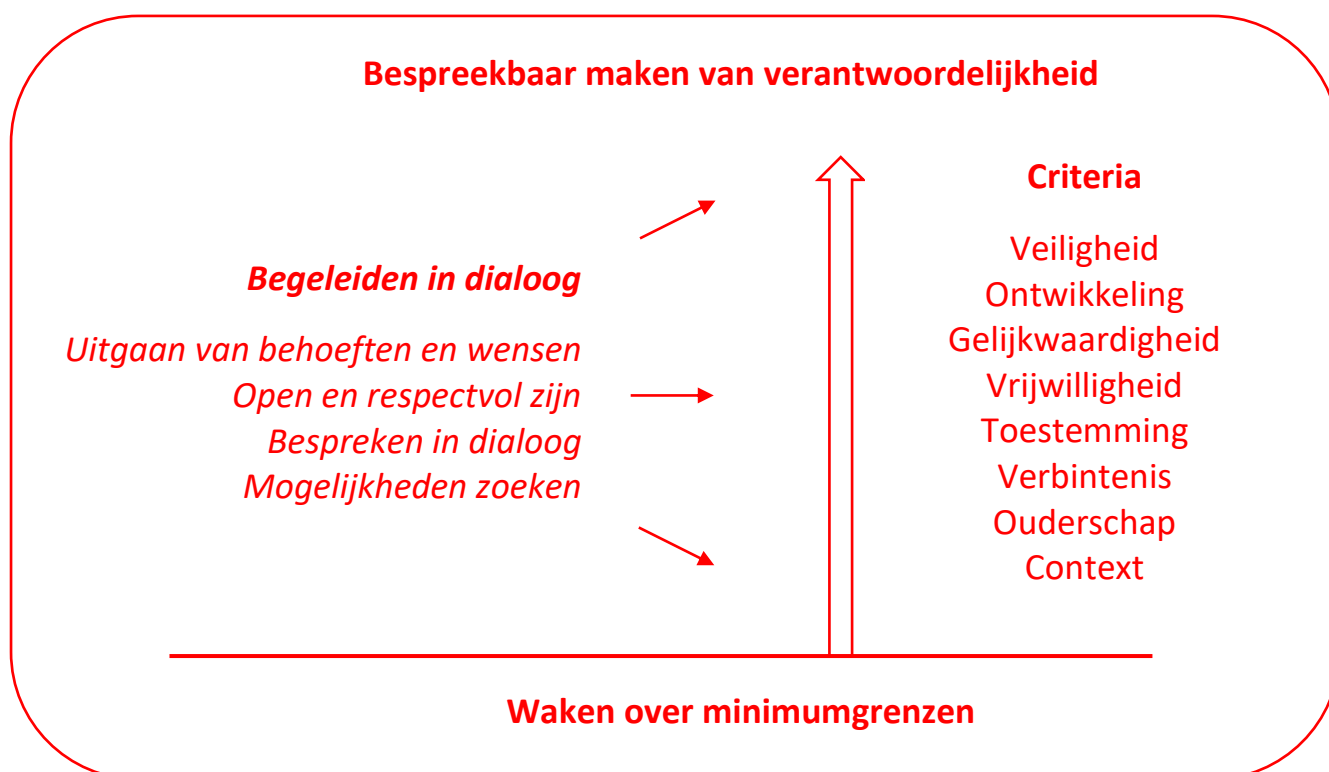 Bespreekbaar maken van verantwoordelijkheid
Begeleiden in dialoog
Uitgaan van behoeften en wensen
Open en respectvol zijn
Bespreken in dialoog
Mogelijkheden zoeken
Criteria
Veiligheid
Ontwikkeling
Gelijkwaardigheid
Vrijwilligheid
Toestemming
Verbintenis
Ouderschap
Context
Waken over minimumgrenzen